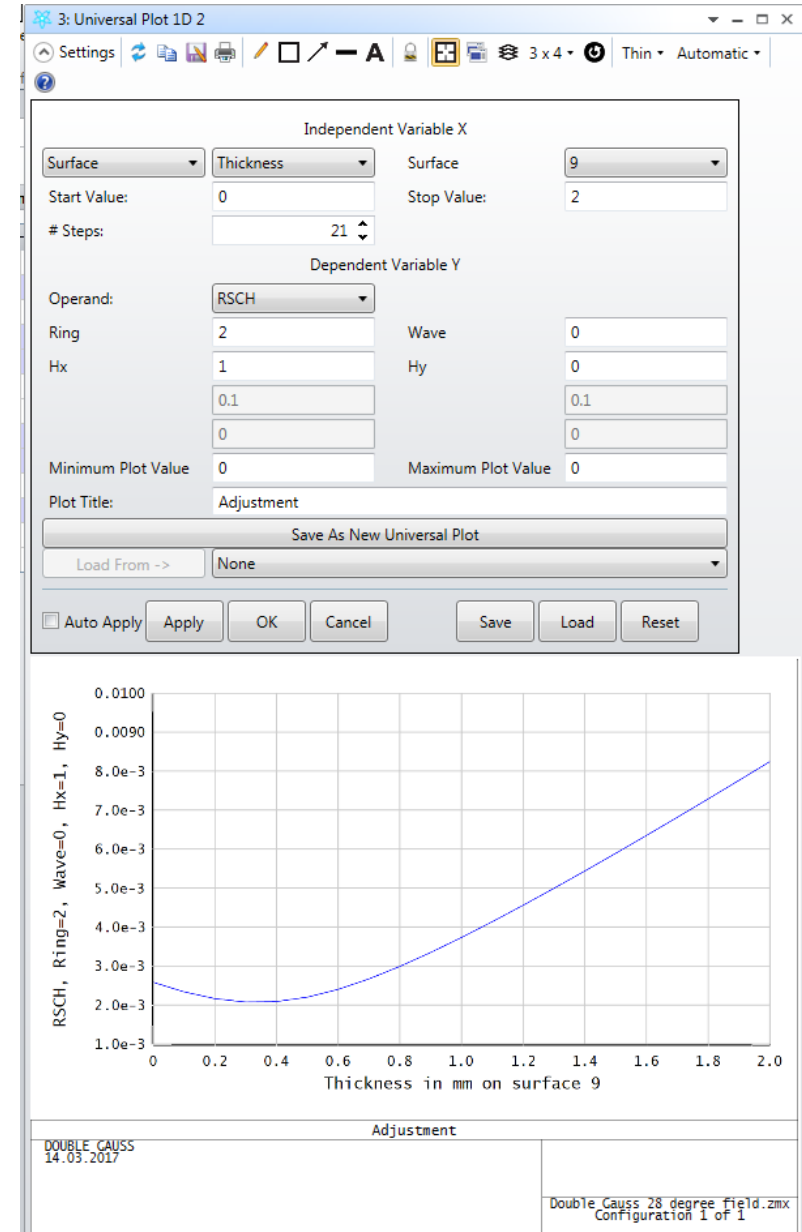 3: Universal Plot 1D 2
Settings 3 x 4 Thin Automatic
Independent Variable X
Surface Thickness Surface 9
Start Value: 0 Stop Value: 2
# Steps: 21
Dependent Variable Y
Operand: RSCH
Ring 2 Wave 0
Hx 1 Hy 0
0.1 0.1
0 0
Minimum Plot Value 0 Maximum Plot Value 0
Plot Title: Adjustment
Save As New Universal Plot
Load From -> None
Auto Apply Apply OK Cancel Save Load Reset
RSCH, Ring=2, Wave=0, Hx=1, Hy=0
0.0100
0.0090
8.0e-3
7.0e-3
6.0e-3
5.0e-3
4.0e-3
3.0e-3
2.0e-3
1.0e-3
0 0.2 0.4 0.6 0.8 1.0 1.2 1.4 1.6 1.8 2.0
Thickness in mm on surface 9
Adjustment
DOUBLE GAUSS
14.03.2017
Double Gauss 28 degree field.zmx
Configuration 1 of 1